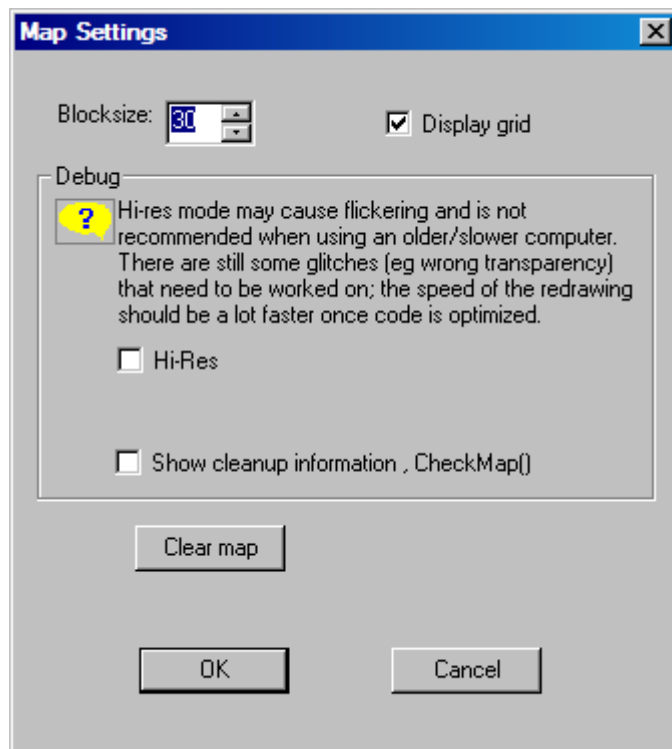 Map Settings
Blocksize: 30
Display grid
Debug
?
Hi-res mode may cause flickering and is not
recommended when using an older/slower computer.
There are still some glitches (eg wrong transparency)
that need to be worked on; the speed of the redrawing
should be a lot faster once code is optimized.
Hi-Res
Show cleanup information , CheckMap()
Clear map
OK
Cancel